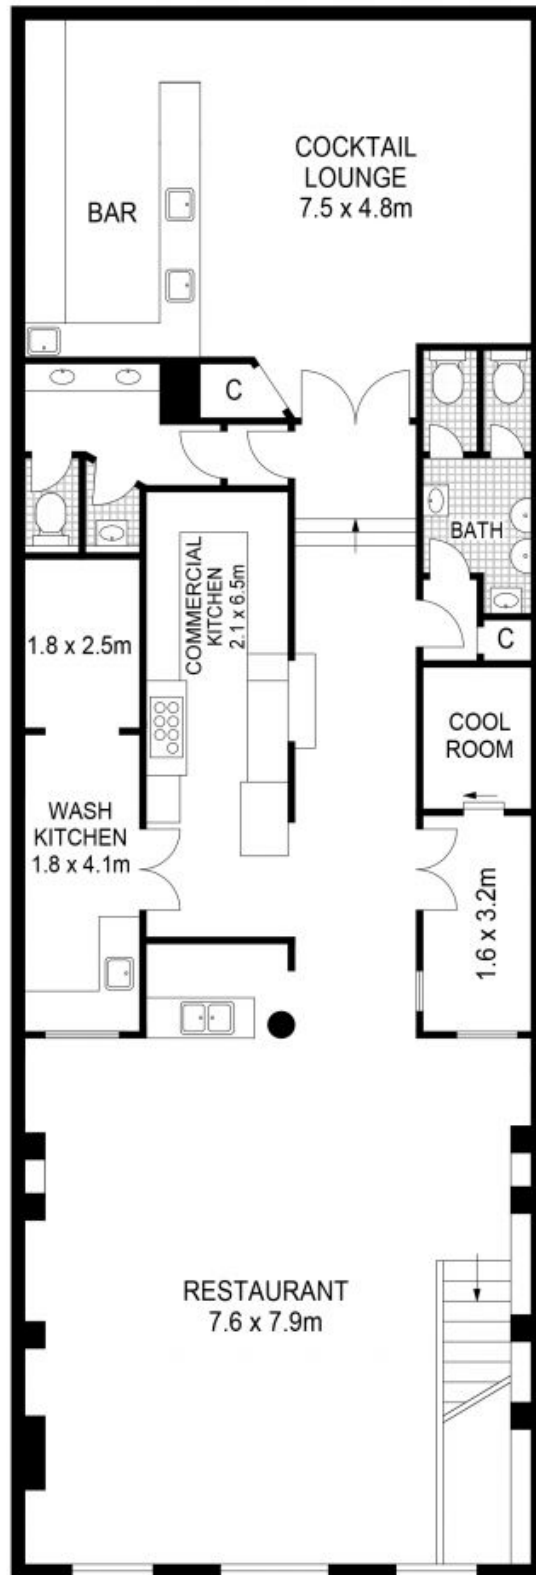 COCKTAIL
LOUNGE
7.5 x 4.8m
BAR
C
BATH
COMMERCIAL
KITCHEN
2.1 x 6.5m
1.8 x 2.5m
C
COOL
ROOM
WASH
KITCHEN
1.8 x 4.1m
1.6 x 3.2m
RESTAURANT
7.6 x 7.9m